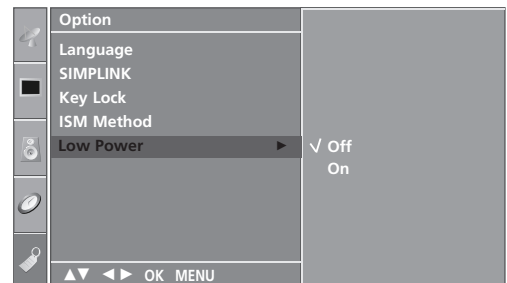 Option
Language
SIMPLINK
Key Lock
ISM Method
Low Power ►
√ Off
On
▲▼ ◄► OK MENU